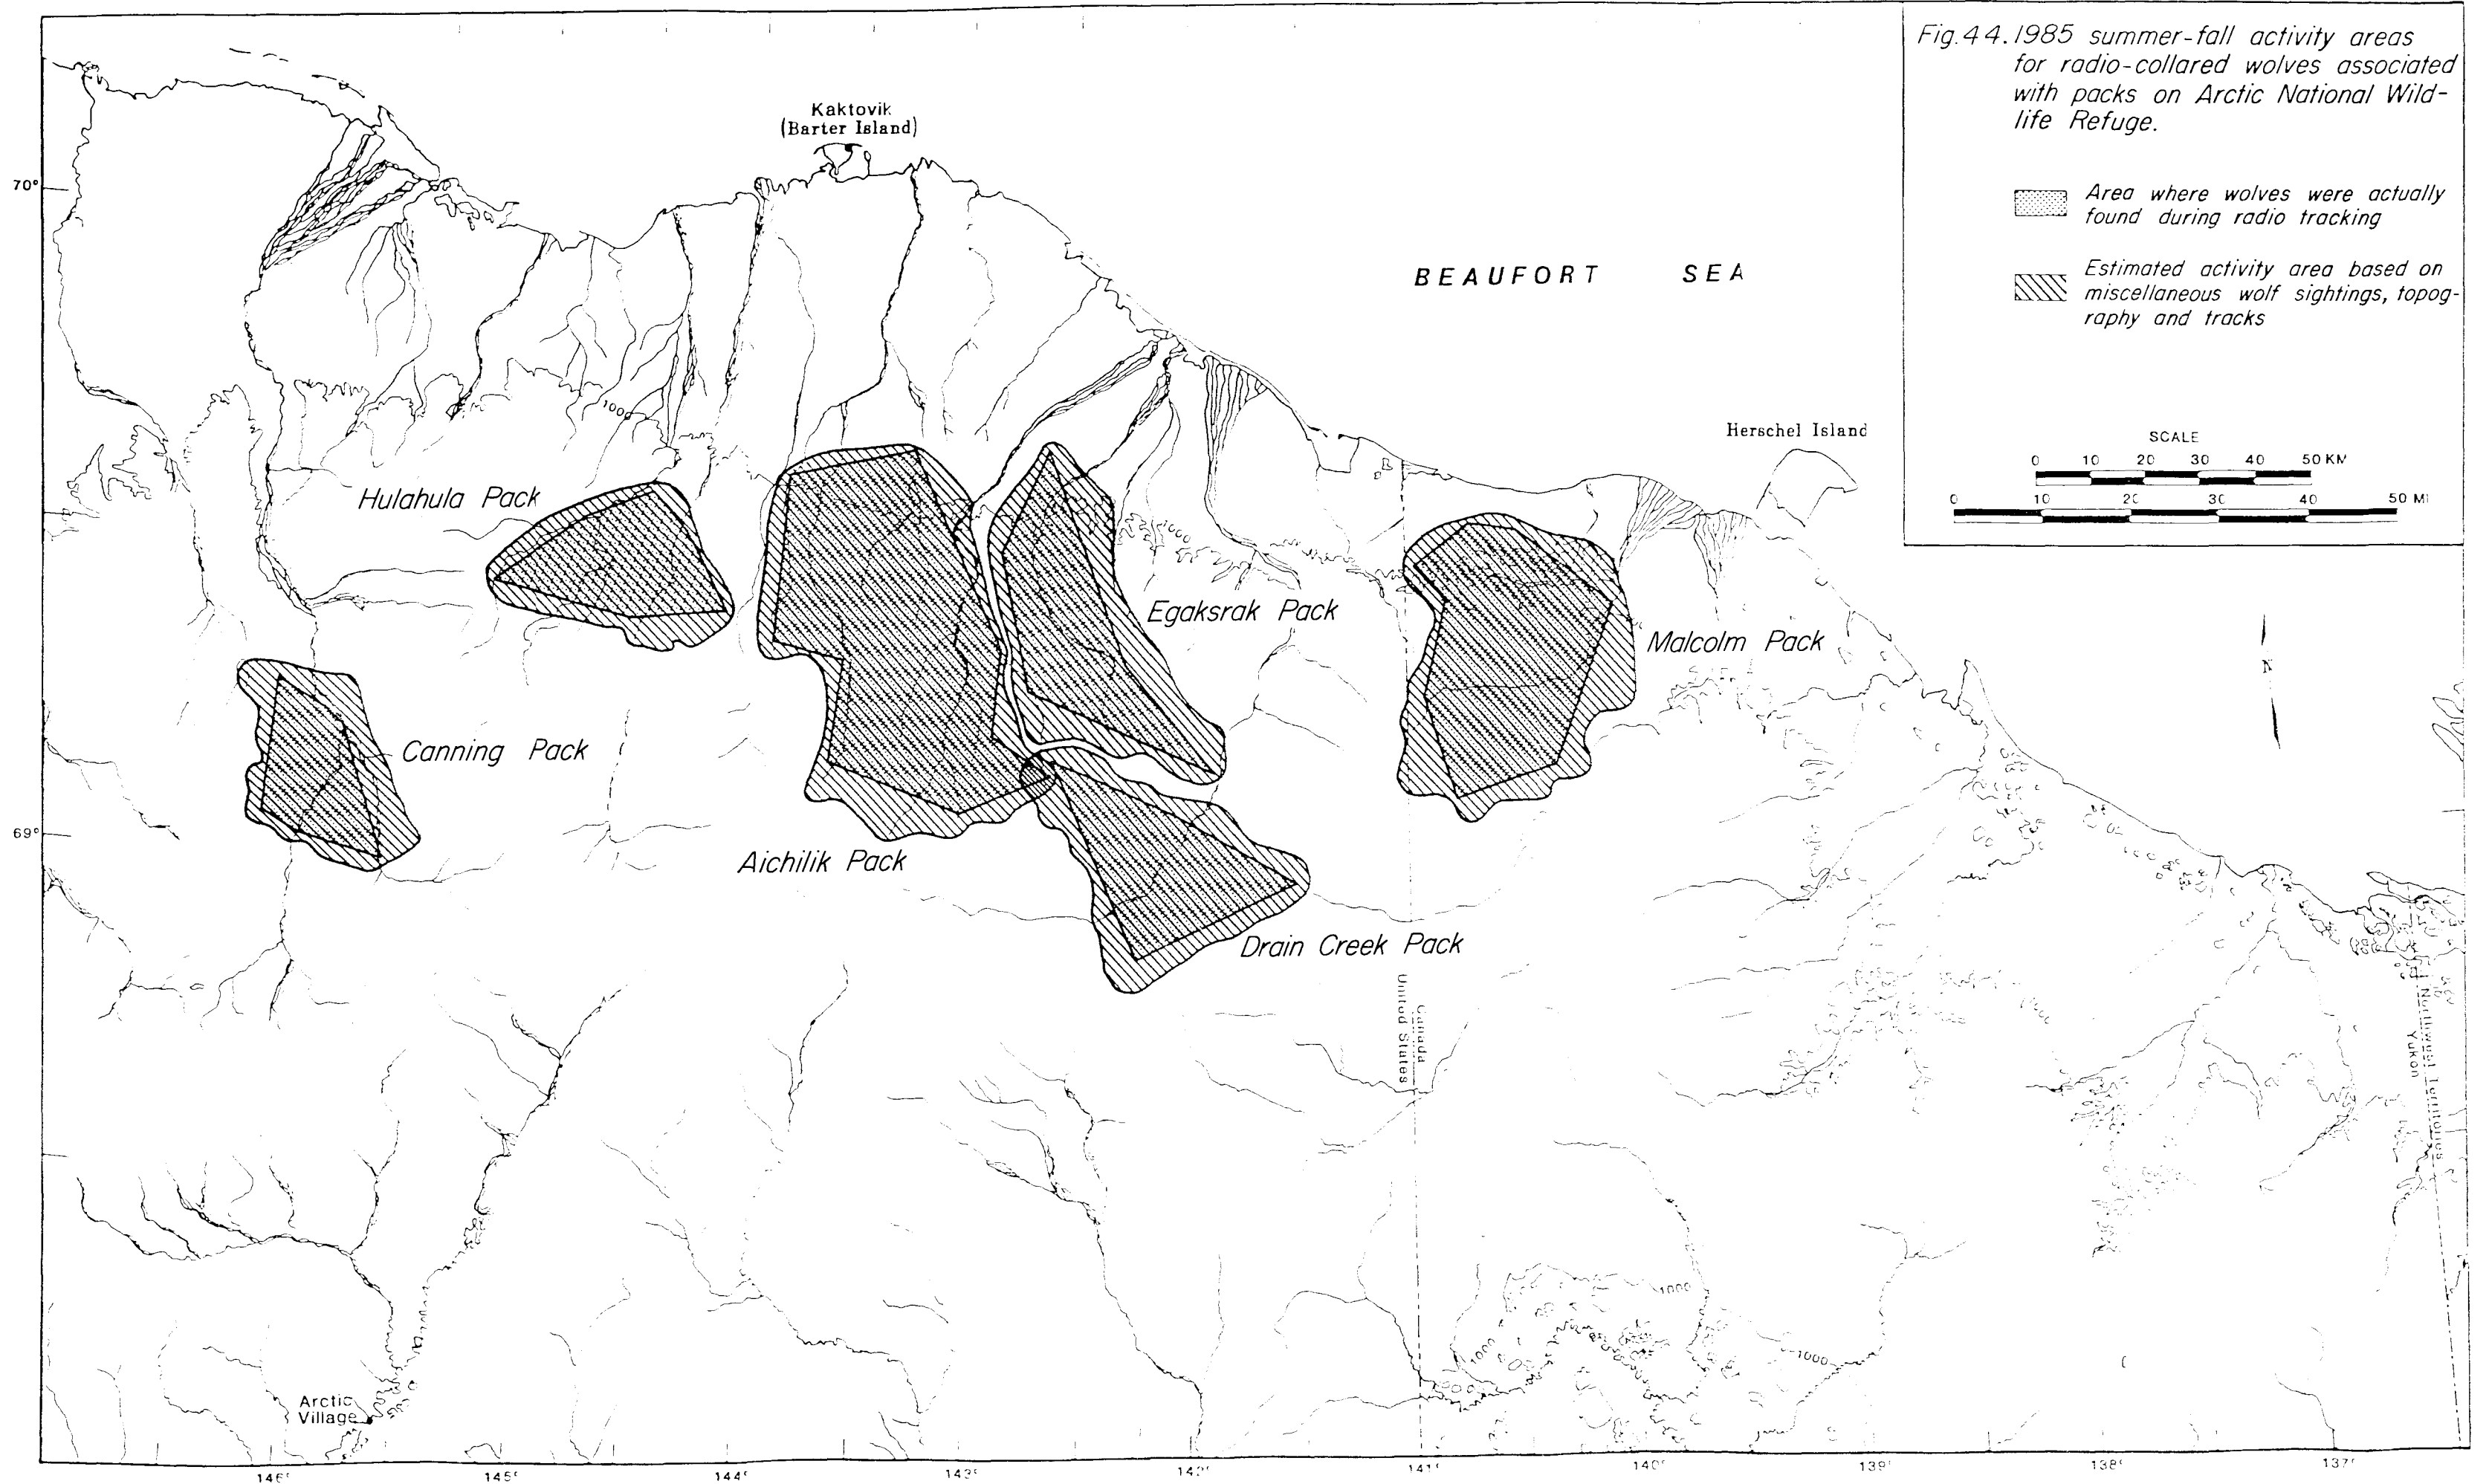 Fig.44. 1985 summer-fall activity areas
for radio-collared wolves associated
with packs on Arctic National Wild-
life Refuge.
Area where wolves were actually
found during radio tracking
Estimated activity area based on
miscellaneous wolf sightings, topog-
raphy and tracks
SCALE
0 10 20 30 40 50 KM
0 10 20 30 40 50 MI
Kaktovik
(Barter Island)
70°
BEAUFORT SEA
1000
Herschel Island
Hulahula Pack
1000
Egaksrak Pack
Malcolm Pack
N
Canning Pack
69°
Aichilik Pack
Drain Creek Pack
United States
Canada
Yukon
Northwest Territories
1000
1000
1000
Arctic
Village
146° 145° 144° 143° 142° 141° 140° 139° 138° 137°